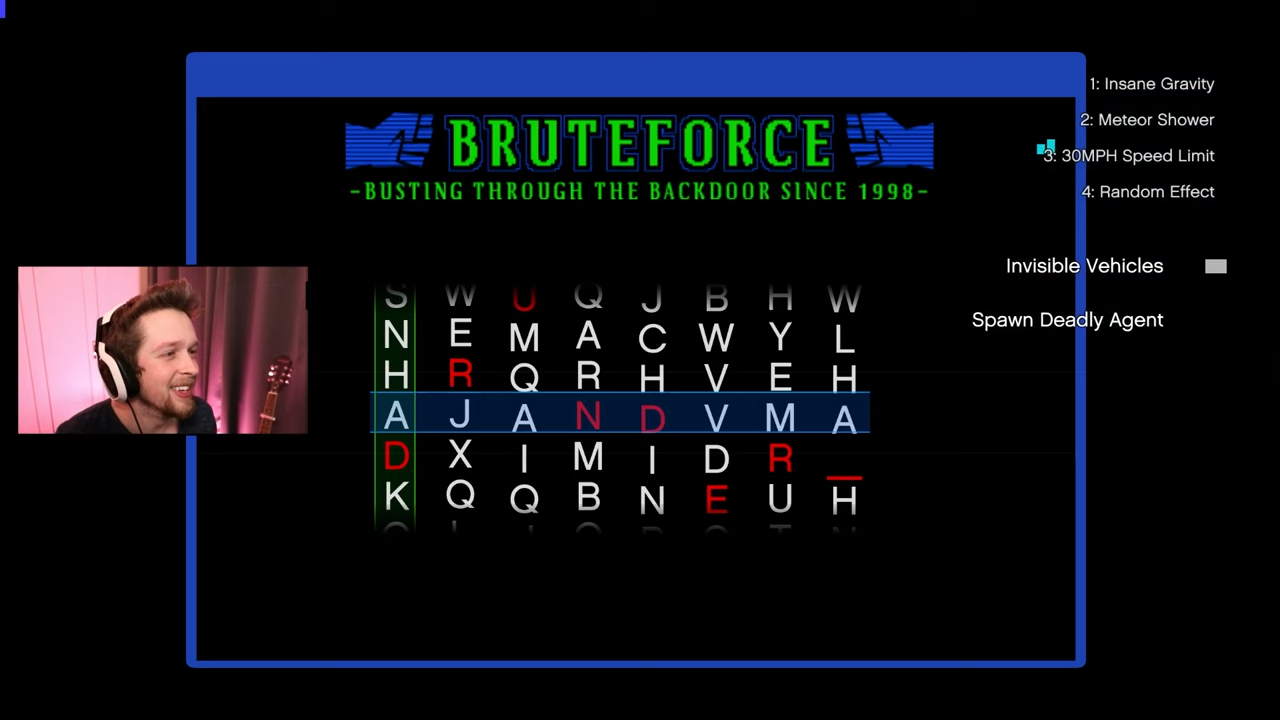 BRUTEFORCE
-BUSTING THROUGH THE BACKDOOR SINCE 1998-
1: Insane Gravity
2: Meteor Shower
3: 30MPH Speed Limit
4: Random Effect
Invisible Vehicles
Spawn Deadly Agent
S W U Q J B H W
N E M A C W Y L
H R Q R H V E H
A J A N D V M A
D X I M I D R _
K Q Q B N E U H